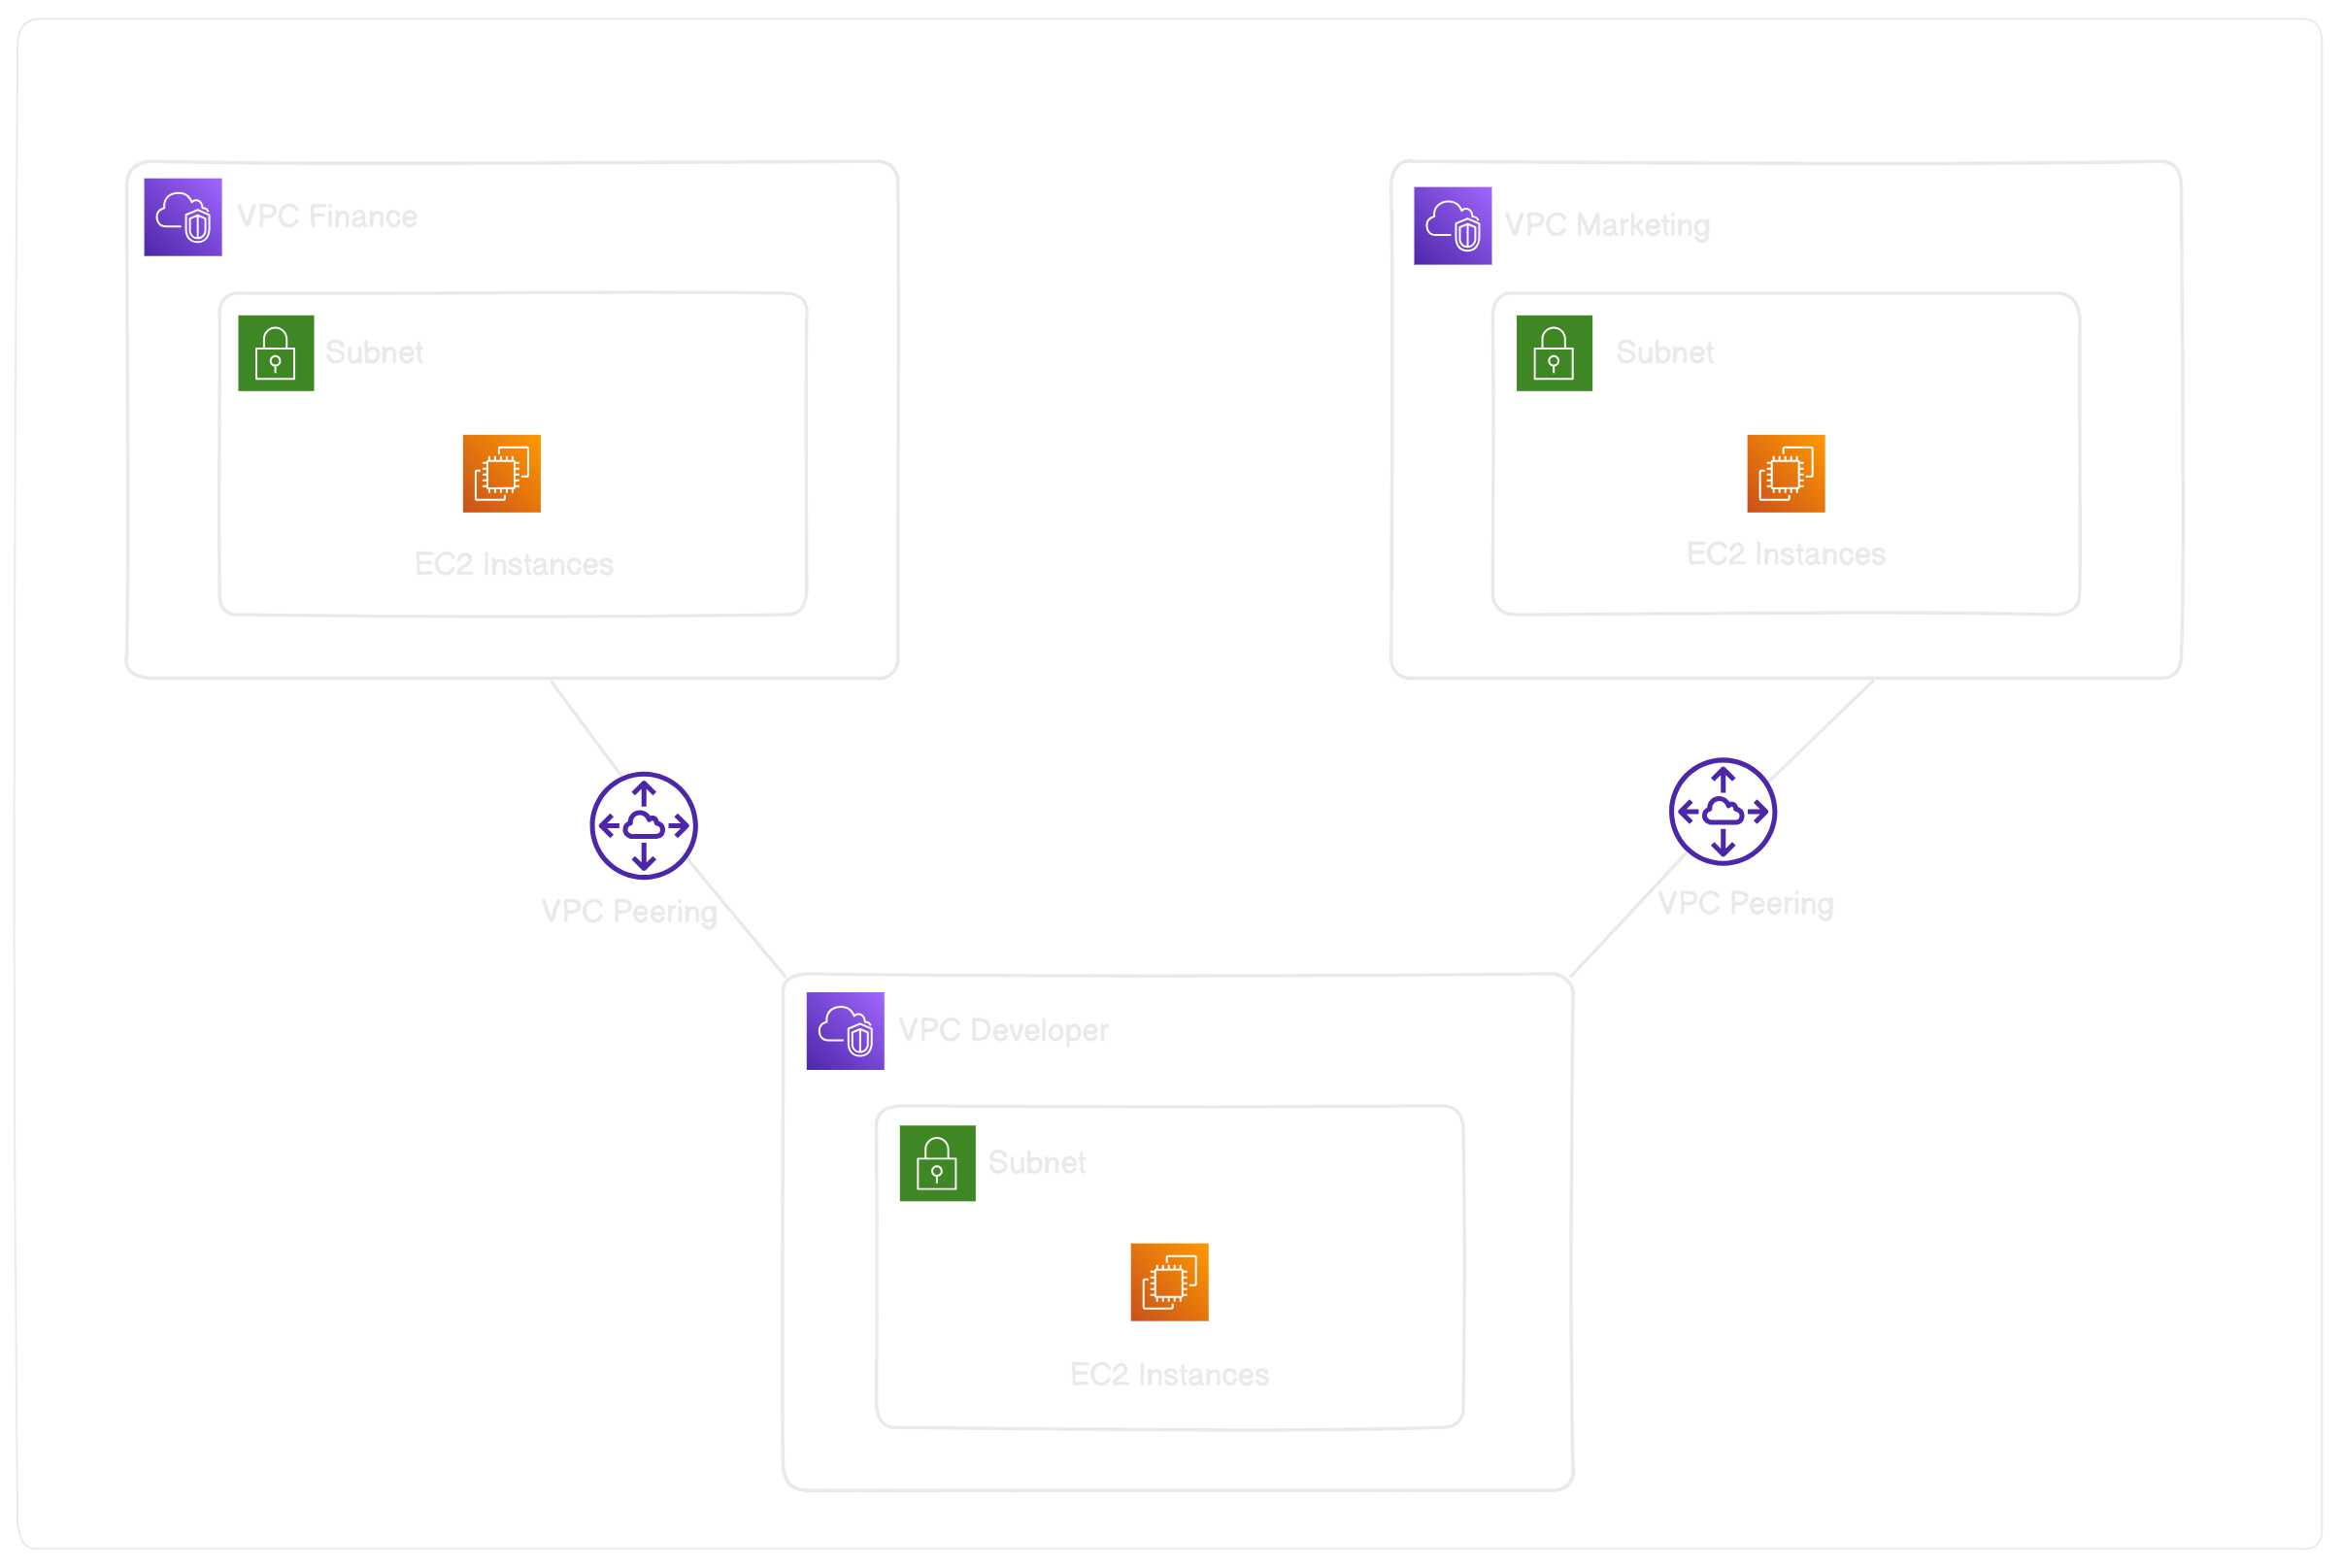 VPC Finance
Subnet
EC2 Instances
VPC Marketing
Subnet
EC2 Instances
VPC Peering
VPC Peering
VPC Developer
Subnet
EC2 Instances